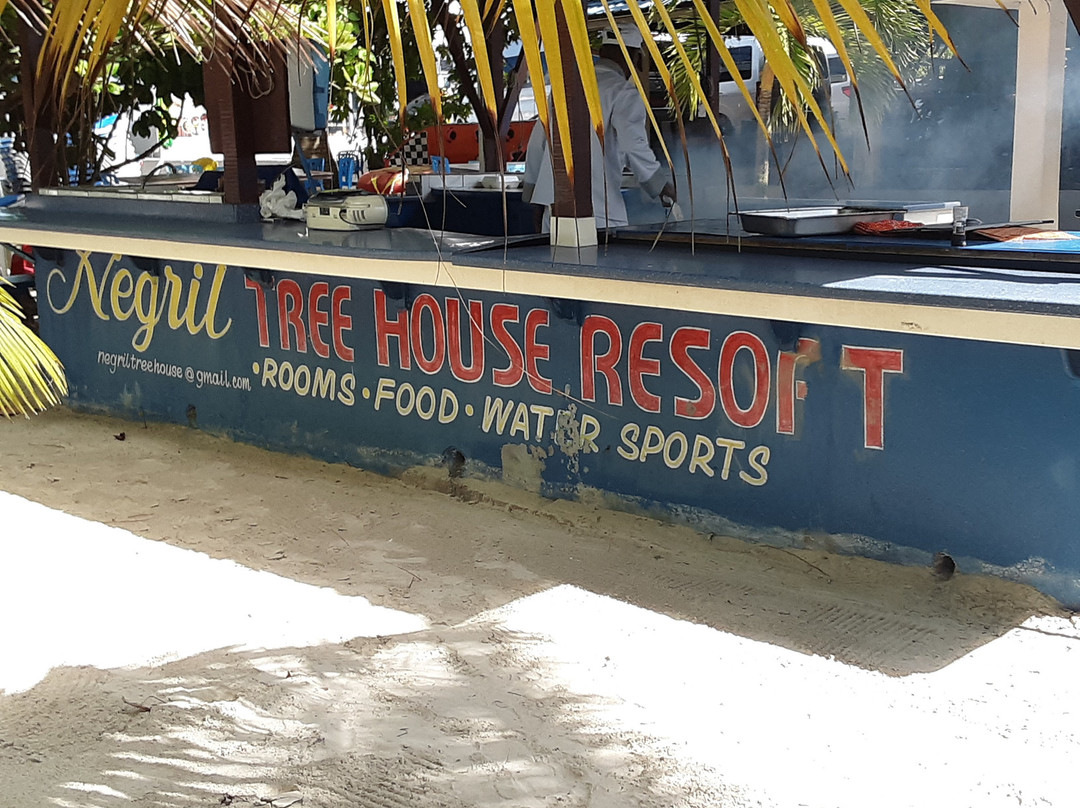 Negril TREE HOUSE RESORT
negriltreehouse@gmail.com
•ROOMS•FOOD•WATER SPORTS